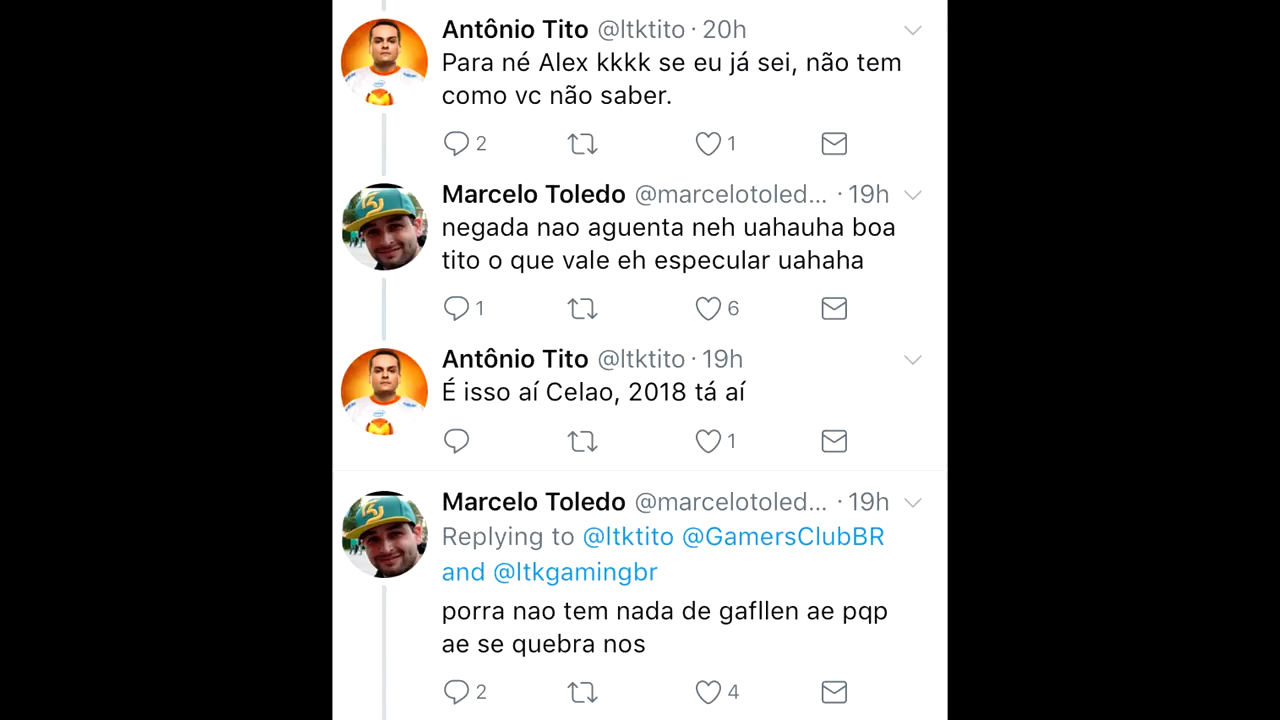 Antônio Tito @ltktito · 20h
Para né Alex kkkk se eu já sei, não tem
como vc não saber.
2 1
Marcelo Toledo @marcelotoled... · 19h
negada nao aguenta neh uahauha boa
tito o que vale eh especular uahaha
1 6
Antônio Tito @ltktito · 19h
É isso aí Celao, 2018 tá aí
1
Marcelo Toledo @marcelotoled... · 19h
Replying to @ltktito @GamersClubBR
and @ltkgamingbr
porra nao tem nada de gafllen ae pqp
ae se quebra nos
2 4